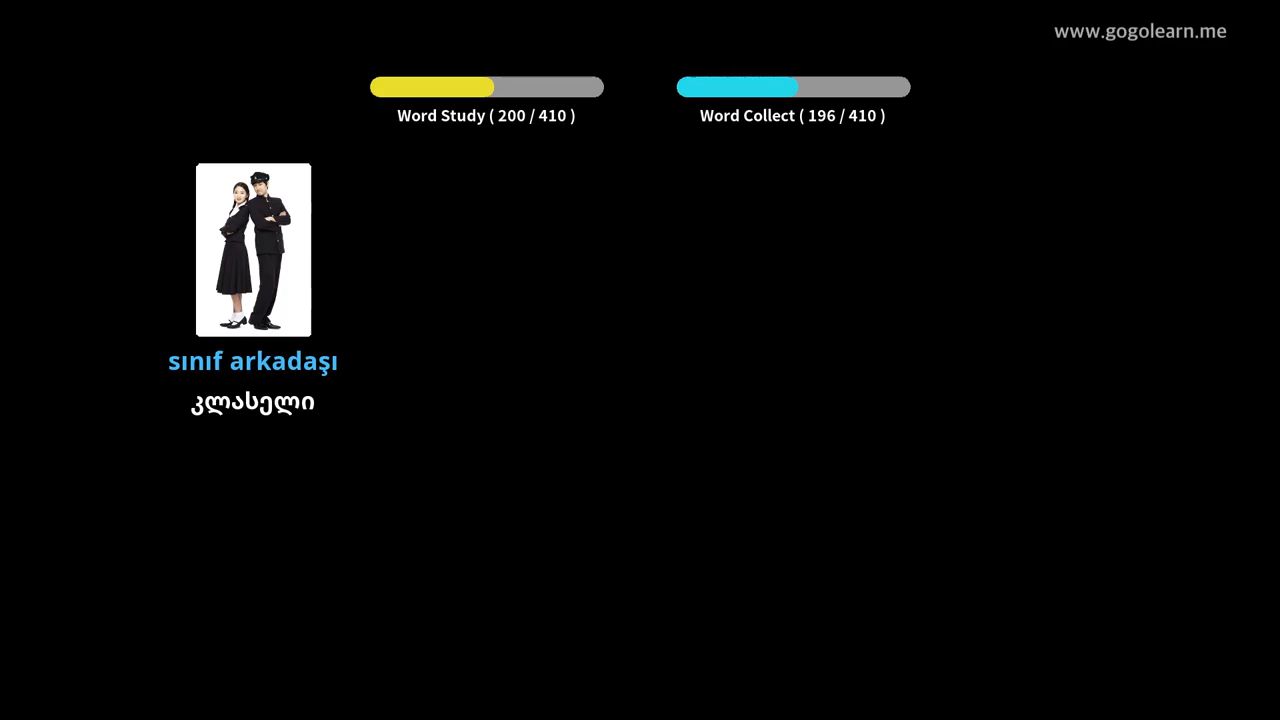 www.gogolearn.me
Word Study ( 200 / 410 )
Word Collect ( 196 / 410 )
sınıf arkadaşı
კლასელი